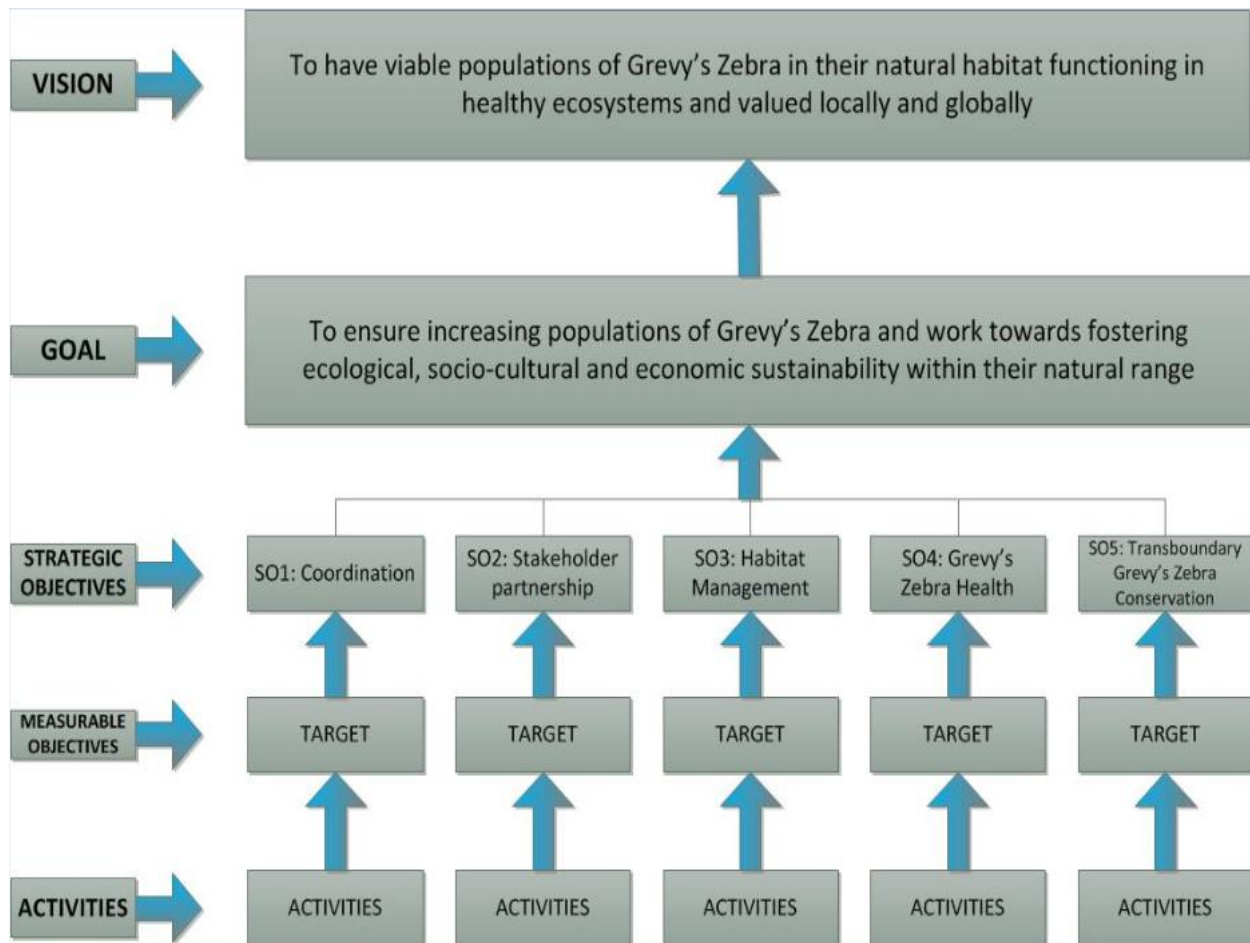 VISION
To have viable populations of Grevy's Zebra in their natural habitat functioning in
healthy ecosystems and valued locally and globally
GOAL
To ensure increasing populations of Grevy's Zebra and work towards fostering
ecological, socio-cultural and economic sustainability within their natural range
STRATEGIC
OBJECTIVES
SO1: Coordination
SO2: Stakeholder
partnership
SO3: Habitat
Management
SO4: Grevy's
Zebra Health
SO5: Transboundary
Grevy's Zebra
Conservation
MEASURABLE
OBJECTIVES
TARGET
TARGET
TARGET
TARGET
TARGET
ACTIVITIES
ACTIVITIES
ACTIVITIES
ACTIVITIES
ACTIVITIES
ACTIVITIES